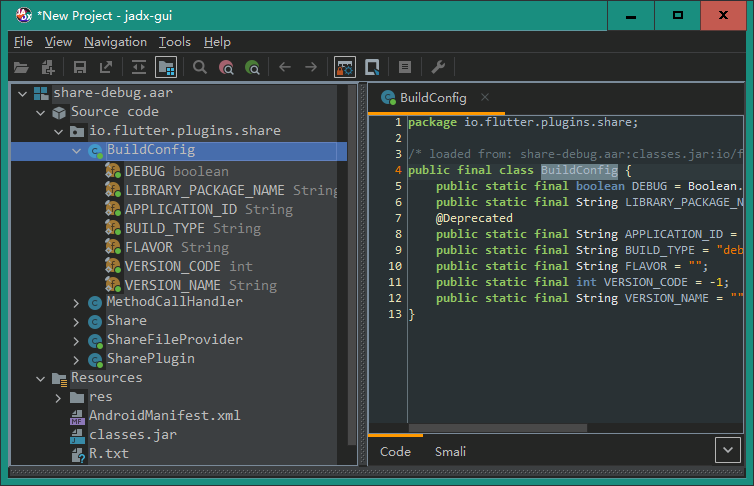 *New Project - jadx-gui
File View Navigation Tools Help
share-debug.aar
Source code
io.flutter.plugins.share
BuildConfig
DEBUG boolean
LIBRARY_PACKAGE_NAME String
APPLICATION_ID String
BUILD_TYPE String
FLAVOR String
VERSION_CODE int
VERSION_NAME String
MethodCallHandler
Share
ShareFileProvider
SharePlugin
Resources
res
AndroidManifest.xml
classes.jar
R.txt
BuildConfig
1 package io.flutter.plugins.share;
2
3 /* loaded from: share-debug.aar:classes.jar:io/f
4 public final class BuildConfig {
5 public static final boolean DEBUG = Boolean.
6 public static final String LIBRARY_PACKAGE_N
7 @Deprecated
8 public static final String APPLICATION_ID =
9 public static final String BUILD_TYPE = "deb
10 public static final String FLAVOR = "";
11 public static final int VERSION_CODE = -1;
12 public static final String VERSION_NAME = ""
13 }
Code Smali